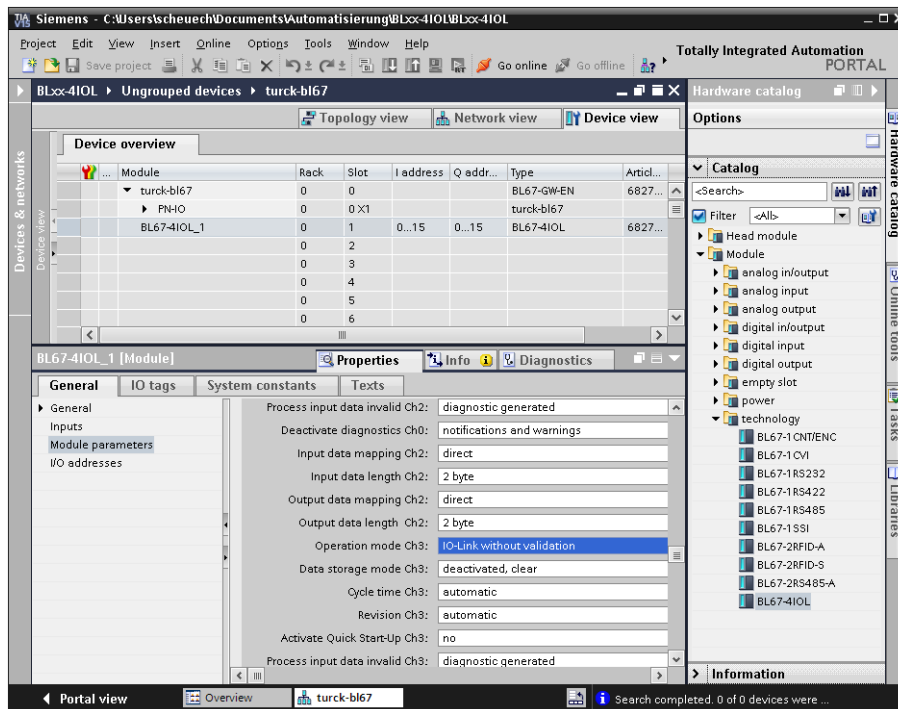 Siemens - C:\Users\scheuech\Documents\Automatisierung\BLxx-4IOL\BLxx-4IOL
Project Edit View Insert Online Options Tools Window Help
Totally Integrated Automation
PORTAL
Save project Go online Go offline
BLxx-4IOL Ungrouped devices turck-bl67
Hardware catalog
Topology view Network view Device view
Options
Device overview
Module Rack Slot I address Q addr... Type Articl...
turck-bl67 0 0 BL67-GW-EN 6827...
PN-IO 0 0 X1 turck-bl67
BL67-4IOL_1 0 1 0...15 0...15 BL67-4IOL 6827...
0 2
0 3
0 4
0 5
0 6
Devices & networks
Device view
Catalog
<Search>
Filter <All>
Head module
Module
analog in/output
analog input
analog output
digital in/output
digital input
digital output
empty slot
power
technology
BL67-1CNT/ENC
BL67-1CVI
BL67-1RS232
BL67-1RS422
BL67-1RS485
BL67-1SSI
BL67-2RFID-A
BL67-2RFID-S
BL67-2RS485-A
BL67-4IOL
Information
Hardware catalog
Online tools
Tasks
Libraries
BL67-4IOL_1 [Module]
Properties Info Diagnostics
General IO tags System constants Texts
General
Inputs
Module parameters
I/O addresses
Process input data invalid Ch2: diagnostic generated
Deactivate diagnostics Ch0: notifications and warnings
Input data mapping Ch2: direct
Input data length Ch2: 2 byte
Output data mapping Ch2: direct
Output data length Ch2: 2 byte
Operation mode Ch3: IO-Link without validation
Data storage mode Ch3: deactivated, clear
Cycle time Ch3: automatic
Revision Ch3: automatic
Activate Quick Start-Up Ch3: no
Process input data invalid Ch3: diagnostic generated
Portal view Overview turck-bl67 Search completed. 0 of 0 devices were ...